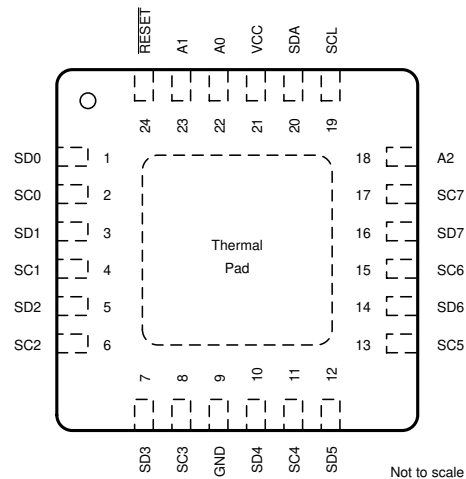 RESET A1 A0 VCC SDA SCL
24 23 22 21 20 19
SD0 1 18 A2
SC0 2 17 SC7
SD1 3 16 SD7
SC1 4 15 SC6
SD2 5 14 SD6
SC2 6 13 SC5
Thermal
Pad
7 8 9 10 11 12
SD3 SC3 GND SD4 SC4 SD5
Not to scale